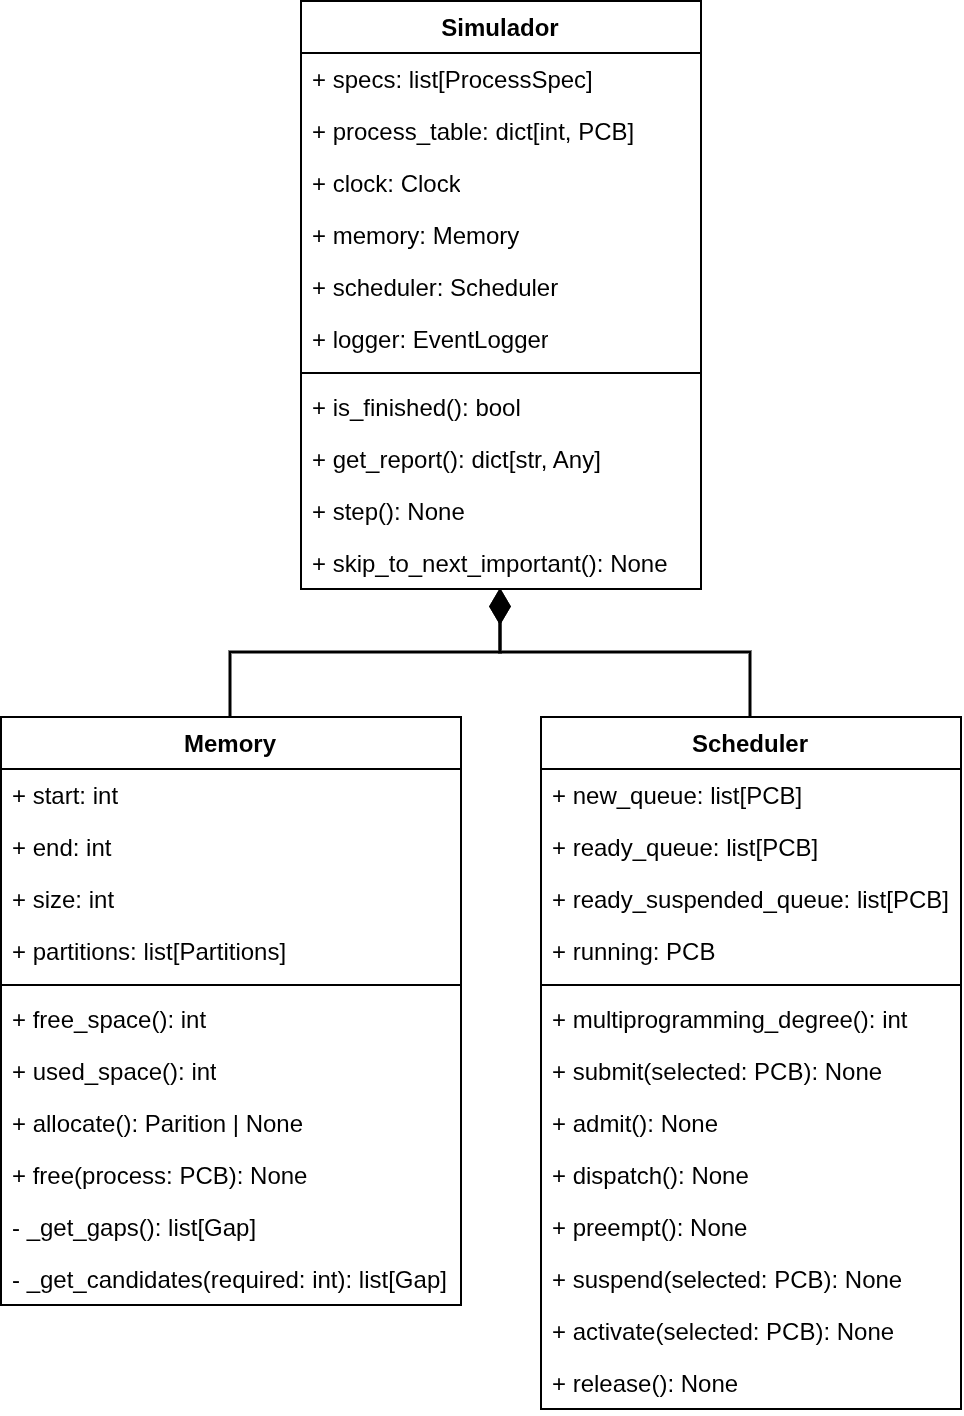 Simulador
+ specs: list[ProcessSpec]
+ process_table: dict[int, PCB]
+ clock: Clock
+ memory: Memory
+ scheduler: Scheduler
+ logger: EventLogger
+ is_finished(): bool
+ get_report(): dict[str, Any]
+ step(): None
+ skip_to_next_important(): None
Memory
+ start: int
+ end: int
+ size: int
+ partitions: list[Partitions]
+ free_space(): int
+ used_space(): int
+ allocate(): Parition | None
+ free(process: PCB): None
- _get_gaps(): list[Gap]
- _get_candidates(required: int): list[Gap]
Scheduler
+ new_queue: list[PCB]
+ ready_queue: list[PCB]
+ ready_suspended_queue: list[PCB]
+ running: PCB
+ multiprogramming_degree(): int
+ submit(selected: PCB): None
+ admit(): None
+ dispatch(): None
+ preempt(): None
+ suspend(selected: PCB): None
+ activate(selected: PCB): None
+ release(): None